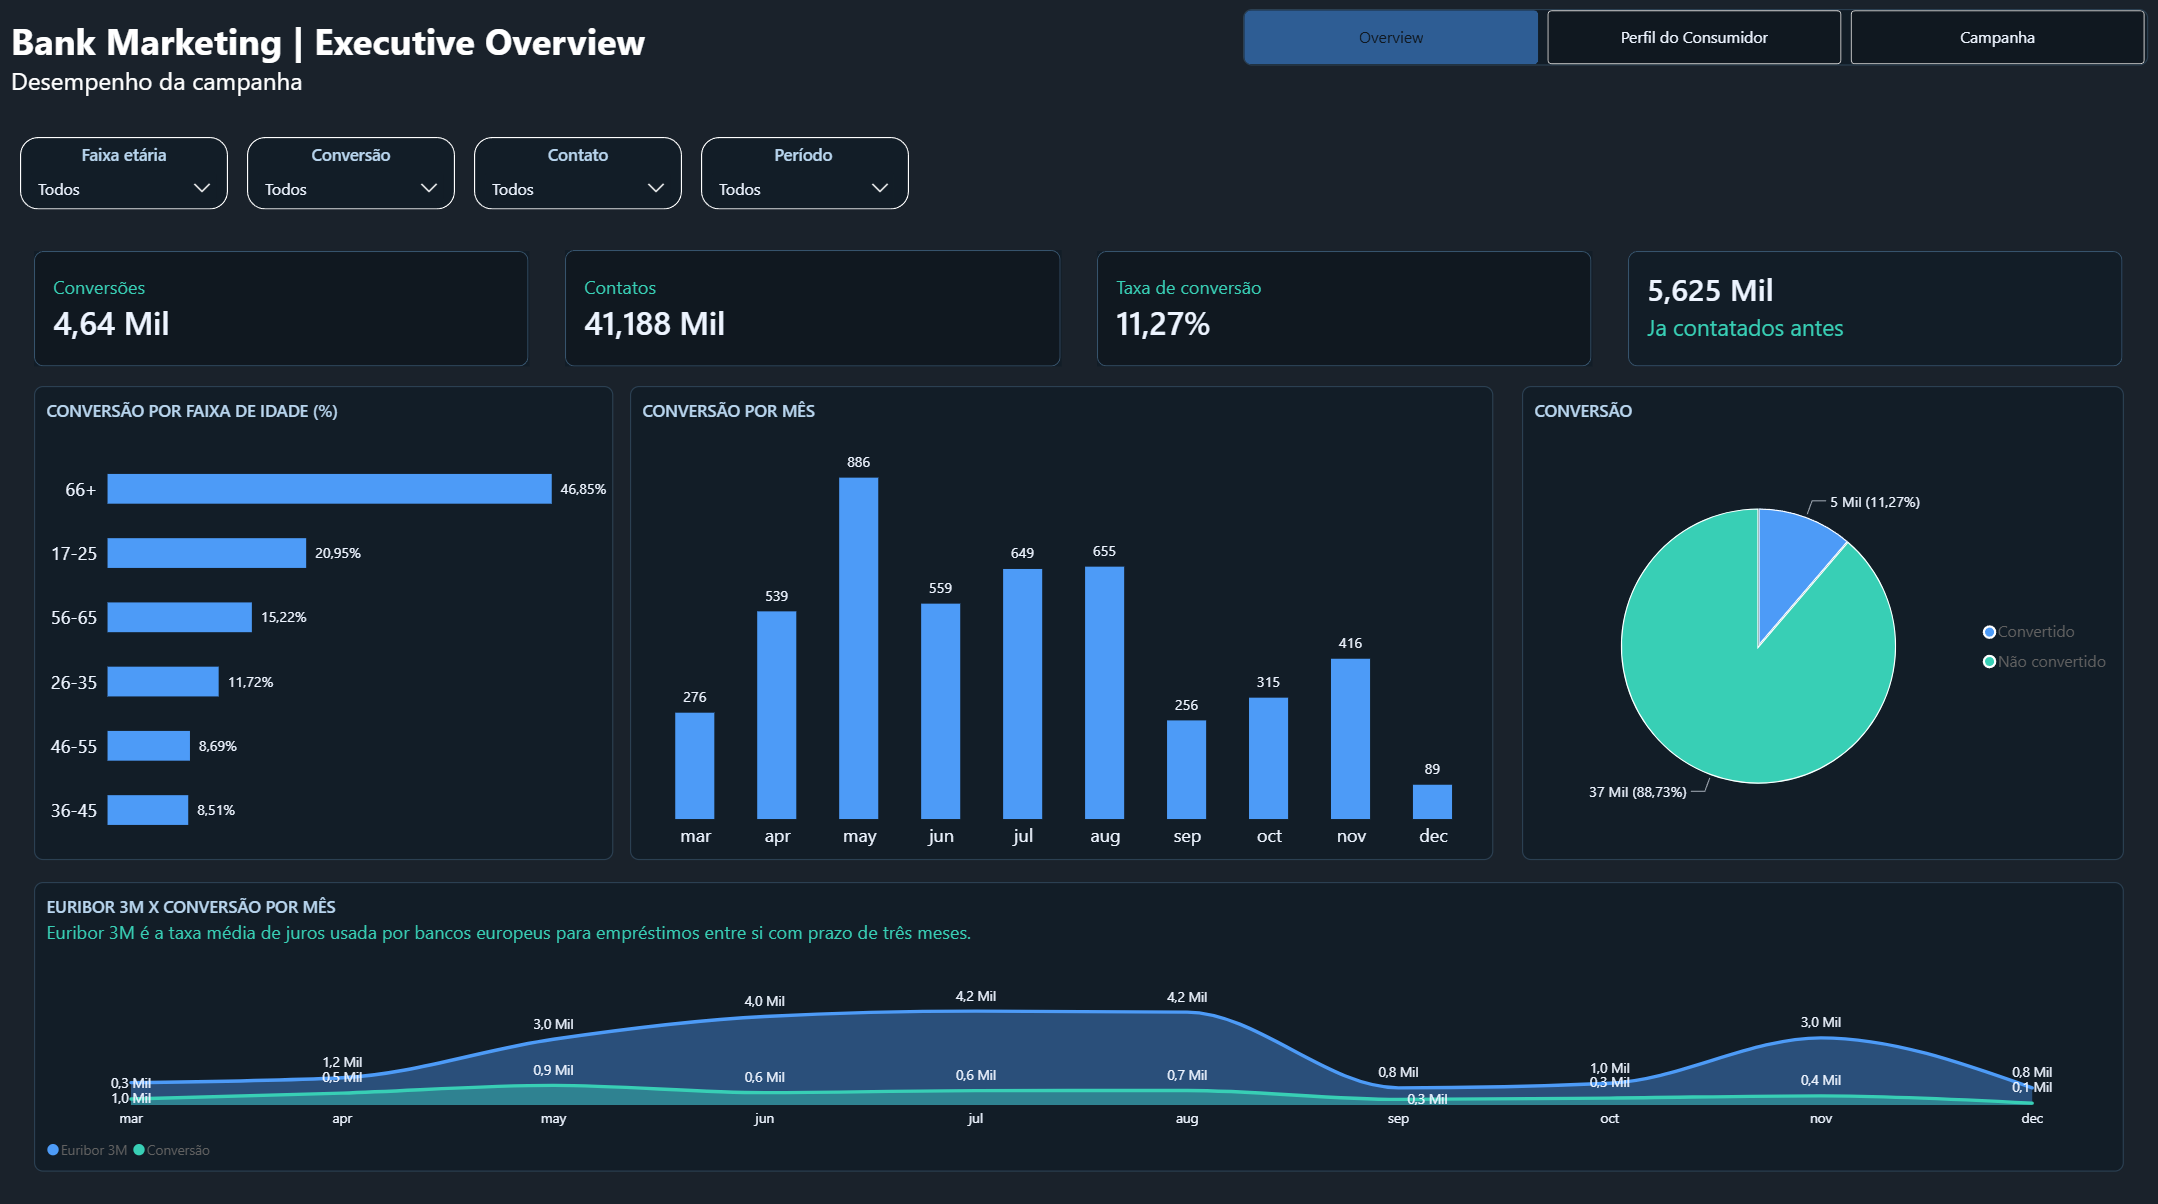 Bank Marketing | Executive Overview
Desempenho da campanha
Overview
Perfil do Consumidor
Campanha
Faixa etária
Todos
Conversão
Todos
Contato
Todos
Período
Todos
Conversões
4,64 Mil
Contatos
41,188 Mil
Taxa de conversão
11,27%
5,625 Mil
Ja contatados antes
CONVERSÃO POR FAIXA DE IDADE (%)
66+ 46,85%
17-25 20,95%
56-65 15,22%
26-35 11,72%
46-55 8,69%
36-45 8,51%
CONVERSÃO POR MÊS
276 539 886 559 649 655 256 315 416 89
mar apr may jun jul aug sep oct nov dec
CONVERSÃO
5 Mil (11,27%)
37 Mil (88,73%)
Convertido
Não convertido
EURIBOR 3M X CONVERSÃO POR MÊS
Euribor 3M é a taxa média de juros usada por bancos europeus para empréstimos entre si com prazo de três meses.
0,3 Mil 1,2 Mil 3,0 Mil 4,0 Mil 4,2 Mil 4,2 Mil 0,8 Mil 1,0 Mil 3,0 Mil 0,8 Mil
1,0 Mil 0,5 Mil 0,9 Mil 0,6 Mil 0,6 Mil 0,7 Mil 0,3 Mil 0,3 Mil 0,4 Mil 0,1 Mil
mar apr may jun jul aug sep oct nov dec
Euribor 3M Conversão